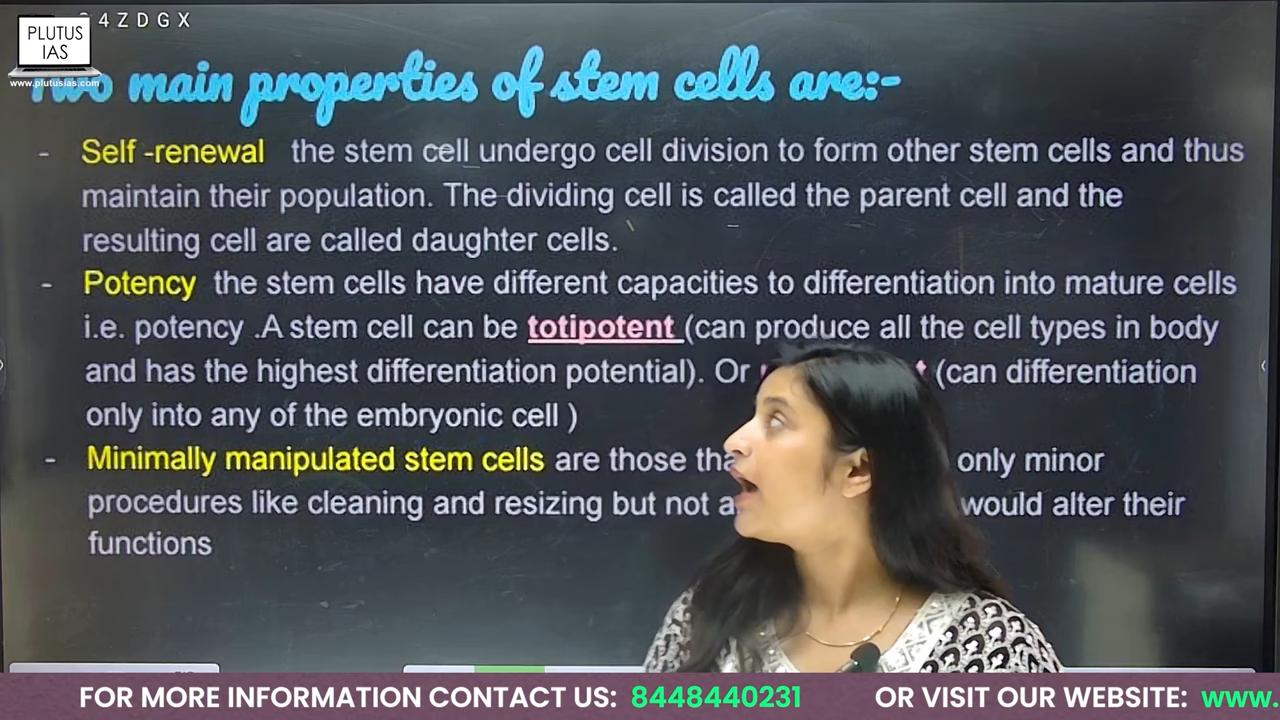 4 Z D G X
PLUTUS
IAS
www.plutusias.com
main properties of stem cells are:-
- Self -renewal the stem cell undergo cell division to form other stem cells and thus
maintain their population. The dividing cell is called the parent cell and the
resulting cell are called daughter cells.
- Potency the stem cells have different capacities to differentiation into mature cells
i.e. potency .A stem cell can be totipotent (can produce all the cell types in body
and has the highest differentiation potential). Or (can differentiation
only into any of the embryonic cell )
- Minimally manipulated stem cells are those only minor
procedures like cleaning and resizing but not would alter their
functions
FOR MORE INFORMATION CONTACT US: 8448440231 OR VISIT OUR WEBSITE: www.